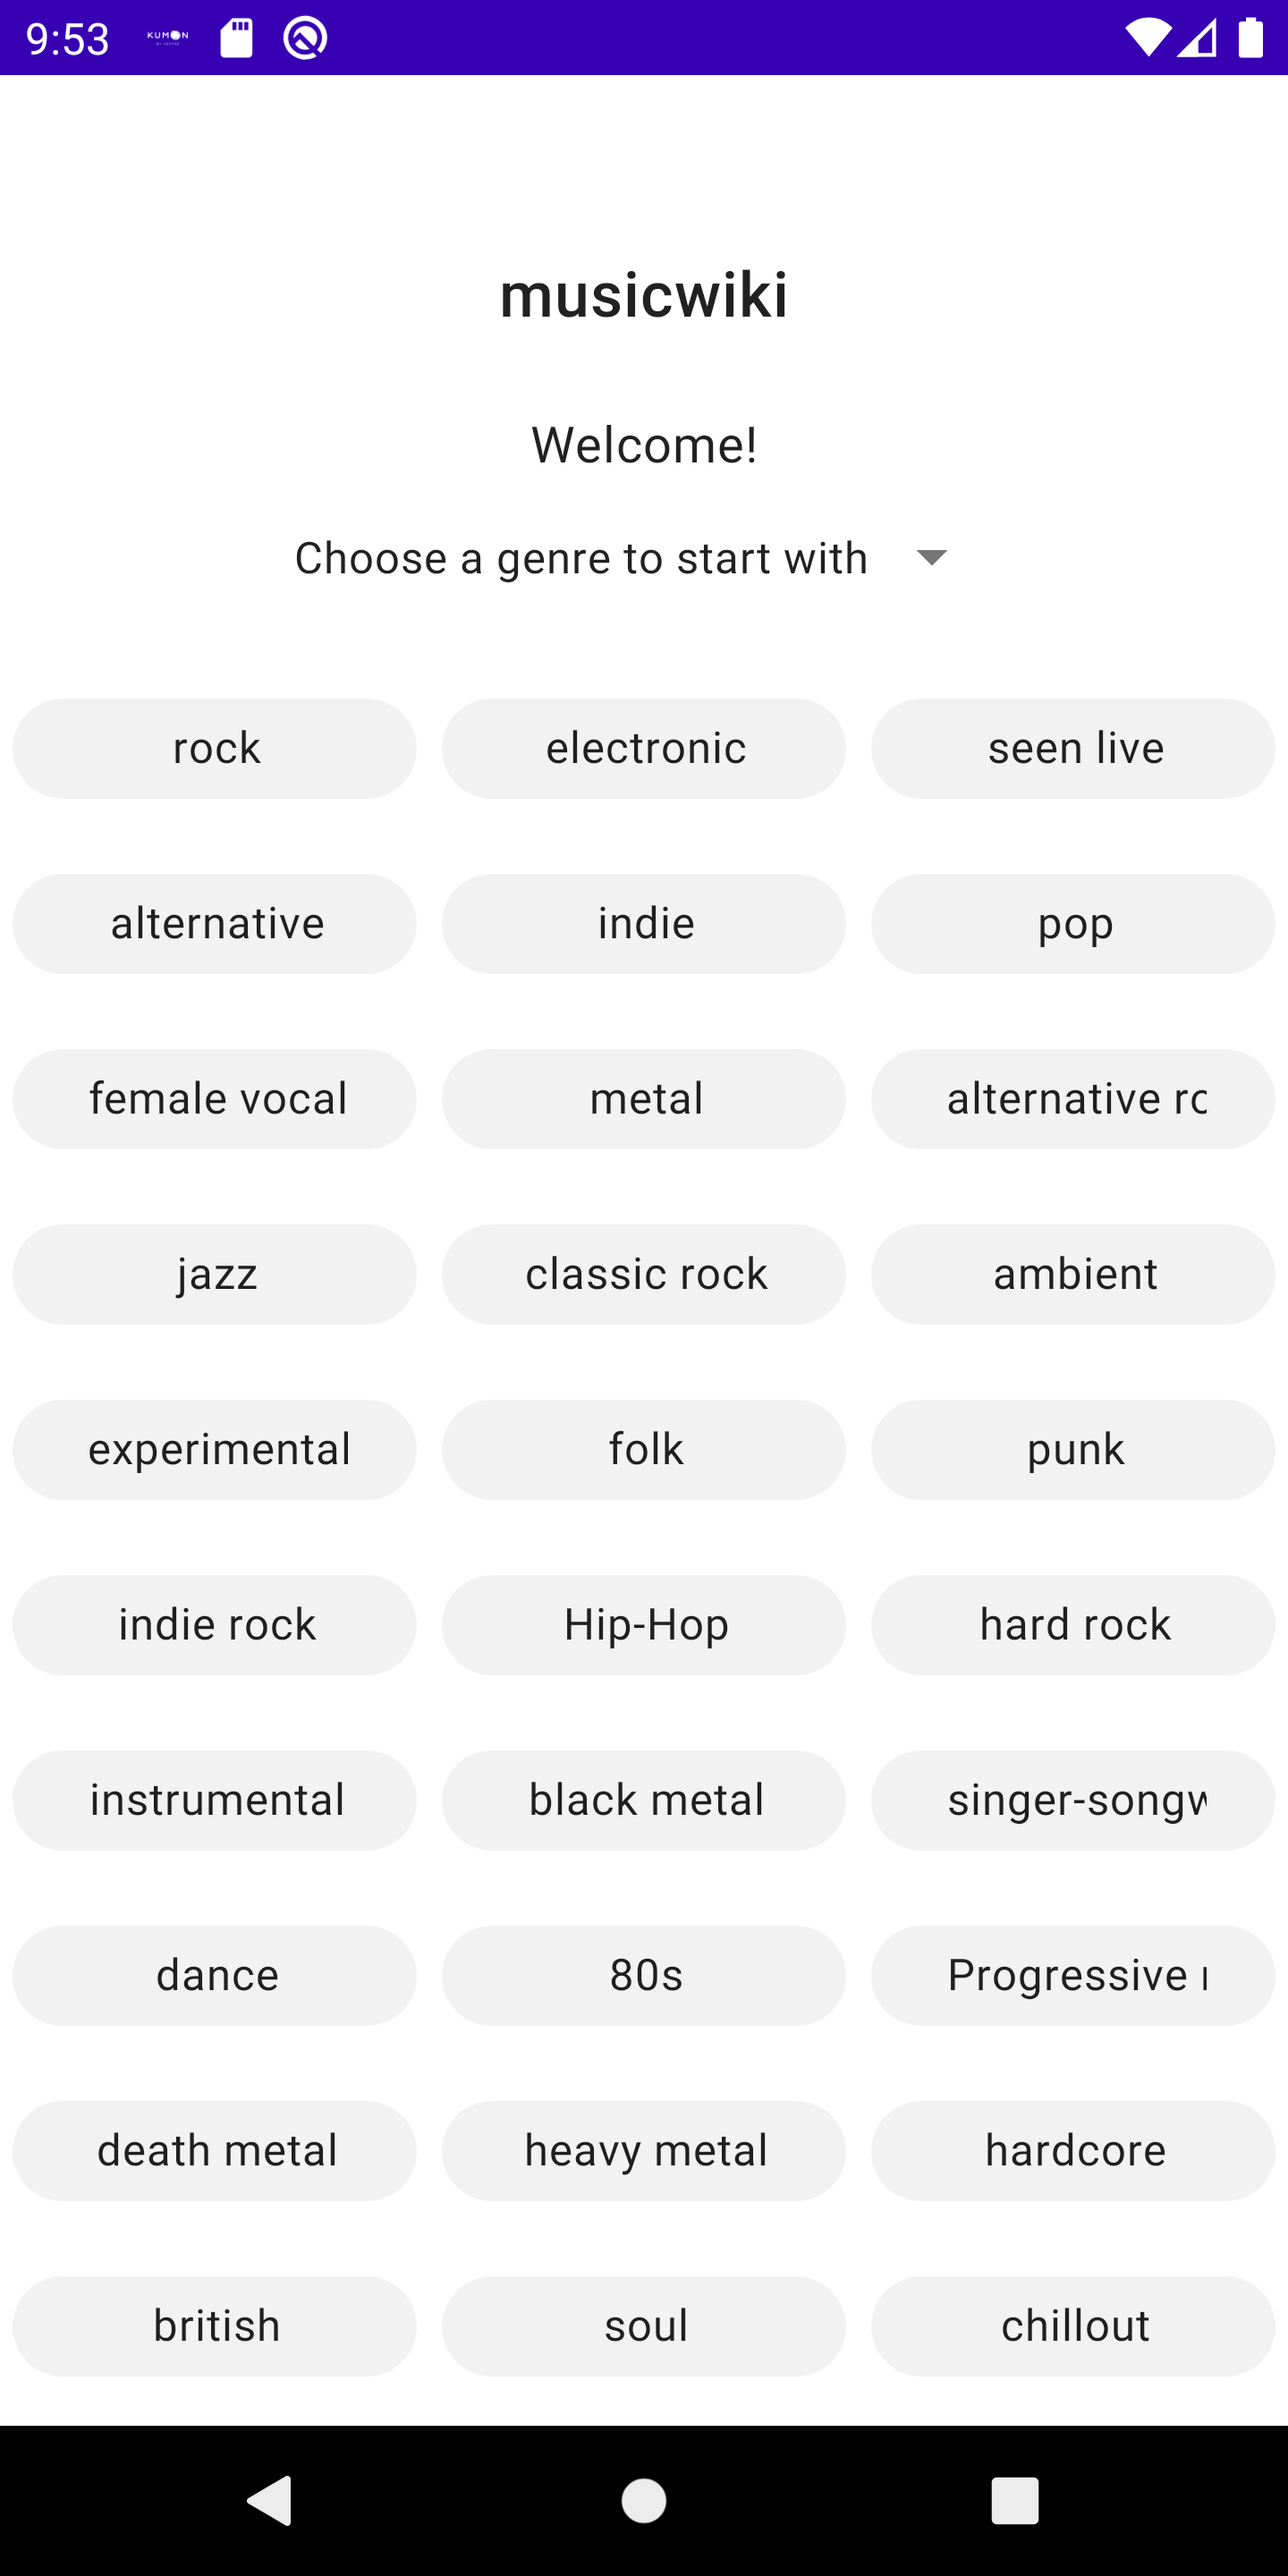 9:53 KUMON
musicwiki
Welcome!
Choose a genre to start with
rock electronic seen live
alternative indie pop
female vocal metal alternative ro
jazz classic rock ambient
experimental folk punk
indie rock Hip-Hop hard rock
instrumental black metal singer-songw
dance 80s Progressive
death metal heavy metal hardcore
british soul chillout